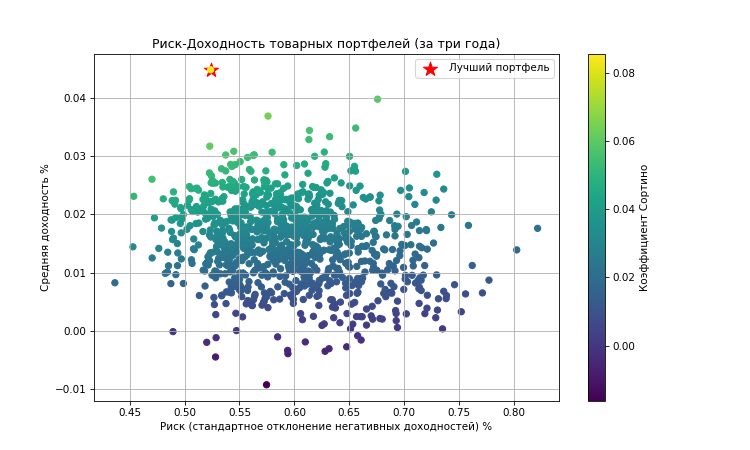 Риск-Доходность товарных портфелей (за три года)
Лучший портфель
Средняя доходность %
0.04
0.03
0.02
0.01
0.00
−0.01
0.45 0.50 0.55 0.60 0.65 0.70 0.75 0.80
Риск (стандартное отклонение негативных доходностей) %
0.08
0.06
0.04
0.02
0.00
Коэффициент Сортино